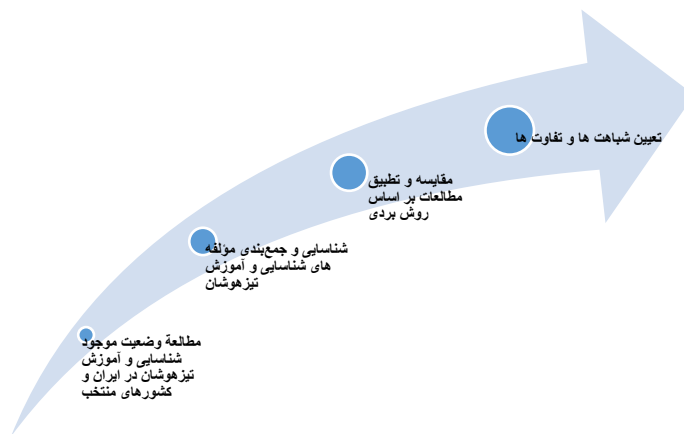 تعیین شباهت ها و تفاوت ها
مقایسه و تطبیق
مطالعات بر اساس
روش بردی
شناسایی و جمع‌بندی مؤلفه
های شناسایی و آموزش
تیزهوشان
مطالعة وضعیت موجود
شناسایی و آموزش
تیزهوشان در ایران و
کشورهای منتخب